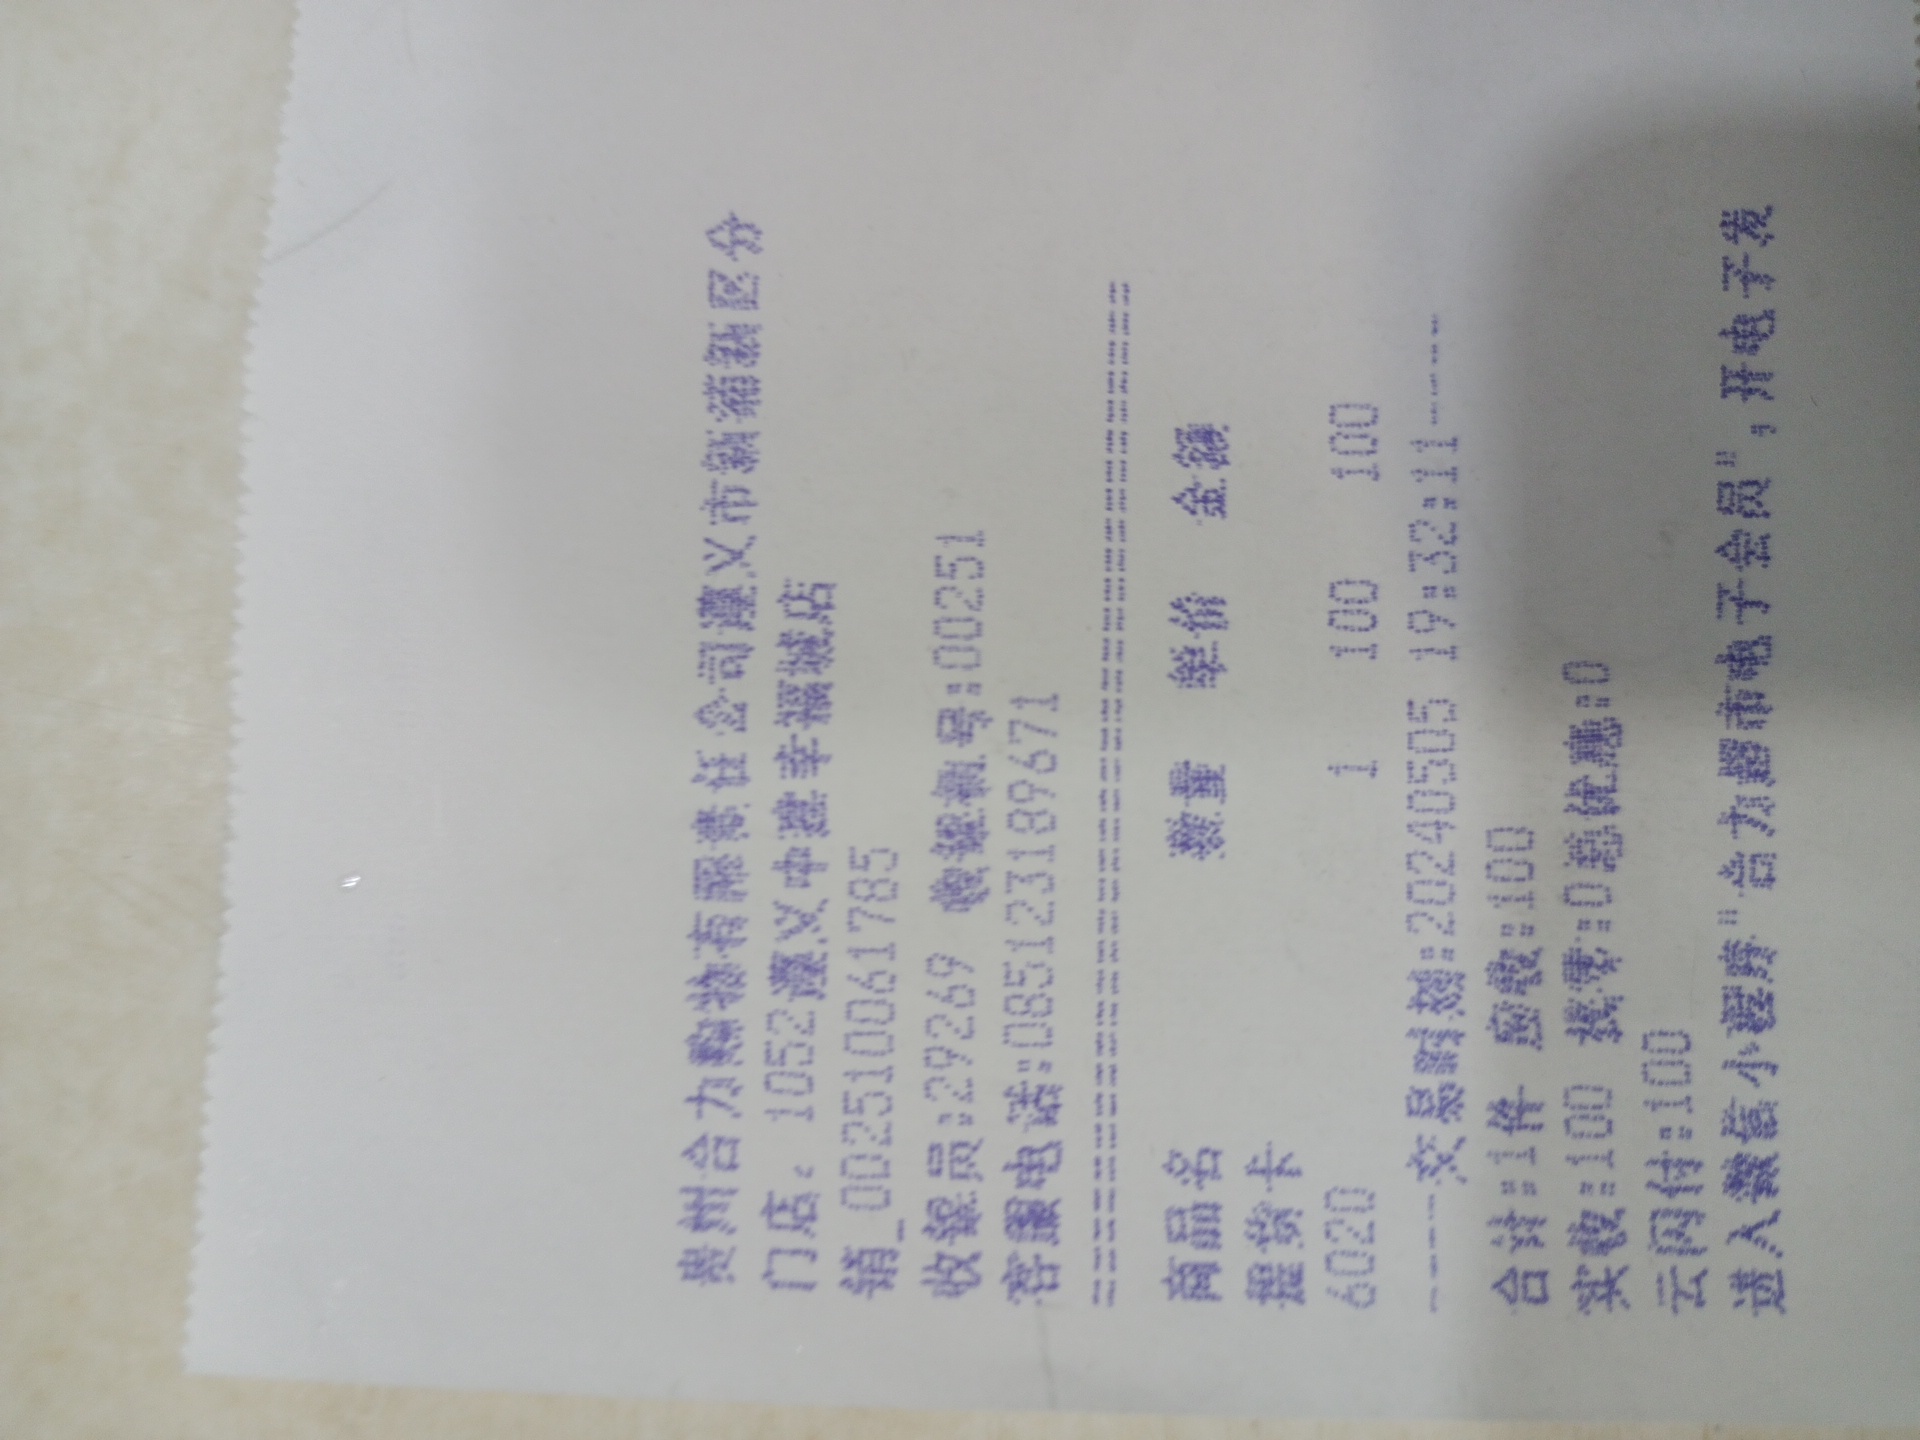 贵州合力购物有限责任公司遵义市新蒲新区分
门店。1052遵义中建幸福城店
销_002510061785
收银员:29269 收银机号:00251
客服电话:085123189671
==========================================
商品名 数量 单价 金额
提货卡
6020 1 100 100
-----交易时刻:20240505 19:32:11-----
合计:1件 应收:100
实收:100 找零:0总优惠:0
云闪付:100
进入微信小程序"合力超市电子会员",开电子发